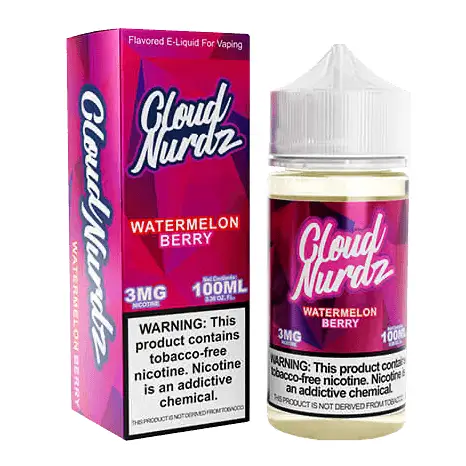 Flavored E-Liquid For Vaping
Cloud
Nurdz
WATERMELON
BERRY
3MG
NICOTINE
Net Contents:
100ML
WARNING: This
product contains
tobacco-free
nicotine. Nicotine
is an addictive
chemical.
THIS PRODUCT IS NOT DERIVED FROM TOBACCO
Cloud Nurdz
WATERMELON BERRY
Cloud
Nurdz
WATERMELON
BERRY
3MG
NICOTINE
100ML
WARNING: This
product contains
tobacco-free
nicotine. Nicotine is
an addictive
chemical.
THIS PRODUCT IS NOT DERIVED FROM TOBACCO